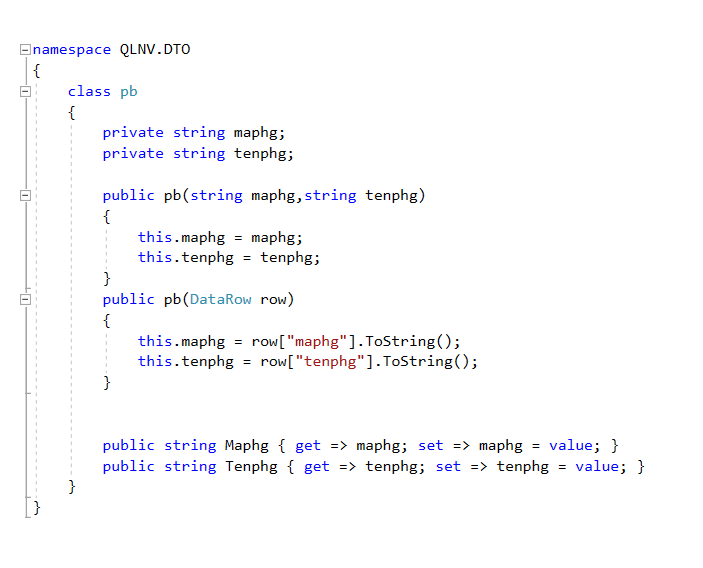 namespace QLNV.DTO
{
class pb
{
private string maphg;
private string tenphg;
public pb(string maphg,string tenphg)
{
this.maphg = maphg;
this.tenphg = tenphg;
}
public pb(DataRow row)
{
this.maphg = row["maphg"].ToString();
this.tenphg = row["tenphg"].ToString();
}
public string Maphg { get => maphg; set => maphg = value; }
public string Tenphg { get => tenphg; set => tenphg = value; }
}
}